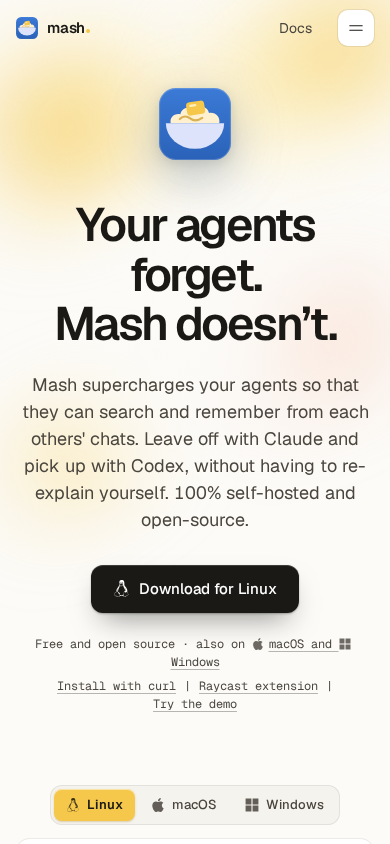 mash.
Docs
Your agents
forget.
Mash doesn’t.
Mash supercharges your agents so that
they can search and remember from each
others' chats. Leave off with Claude and
pick up with Codex, without having to re-
explain yourself. 100% self-hosted and
open-source.
Download for Linux
Free and open source · also on macOS and
Windows
Install with curl | Raycast extension |
Try the demo
Linux macOS Windows